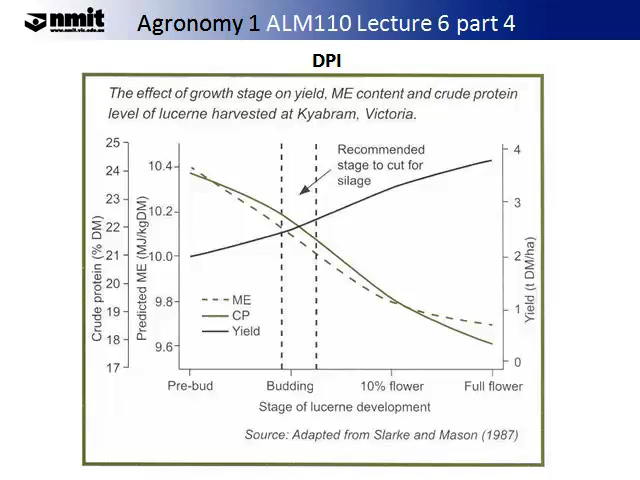 nmit
www.nmit.vic.edu.au
Agronomy 1 ALM110 Lecture 6 part 4
DPI
The effect of growth stage on yield, ME content and crude protein
level of lucerne harvested at Kyabram, Victoria.
Recommended
stage to cut for
silage
Crude protein (% DM)
25
24
23
22
21
20
19
18
17
Predicted ME (MJ/kgDM)
10.4
10.2
10.0
9.8
9.6
ME
CP
Yield
Yield (t DM/ha)
4
3
2
1
0
Pre-bud Budding 10% flower Full flower
Stage of lucerne development
Source: Adapted from Slarke and Mason (1987)